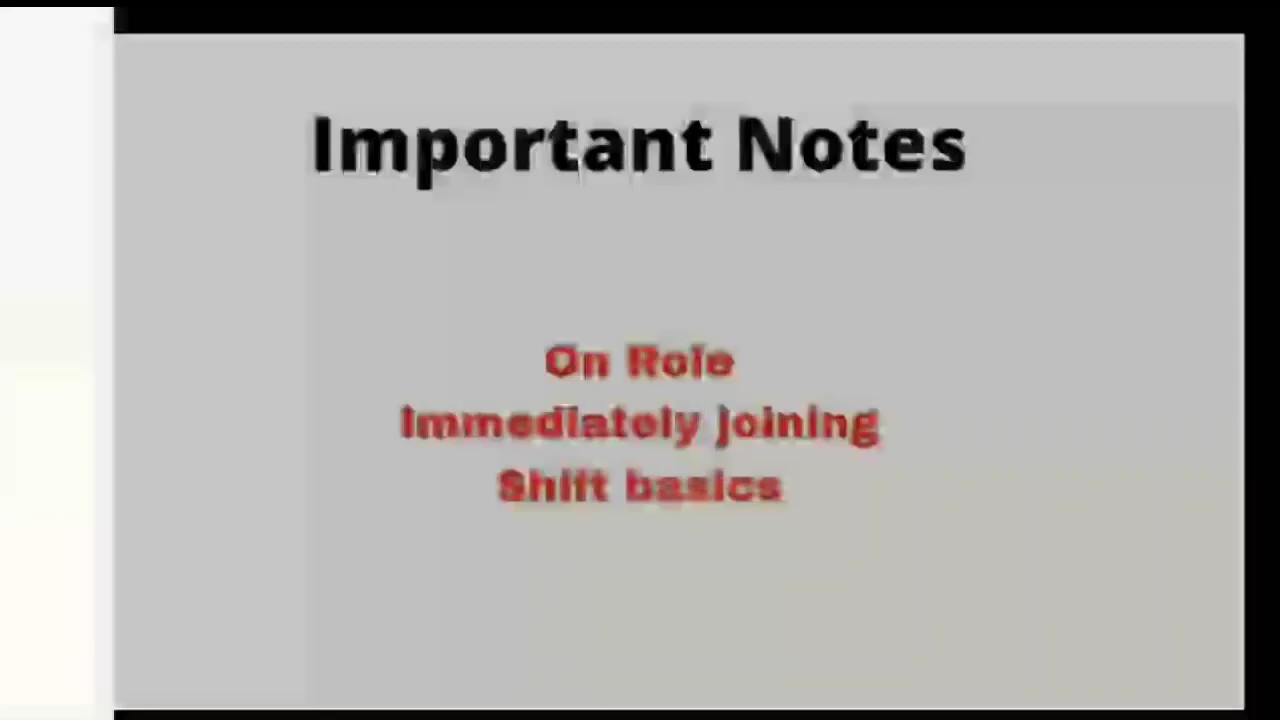 Important Notes
On Role
Immediately joining
Shift basics